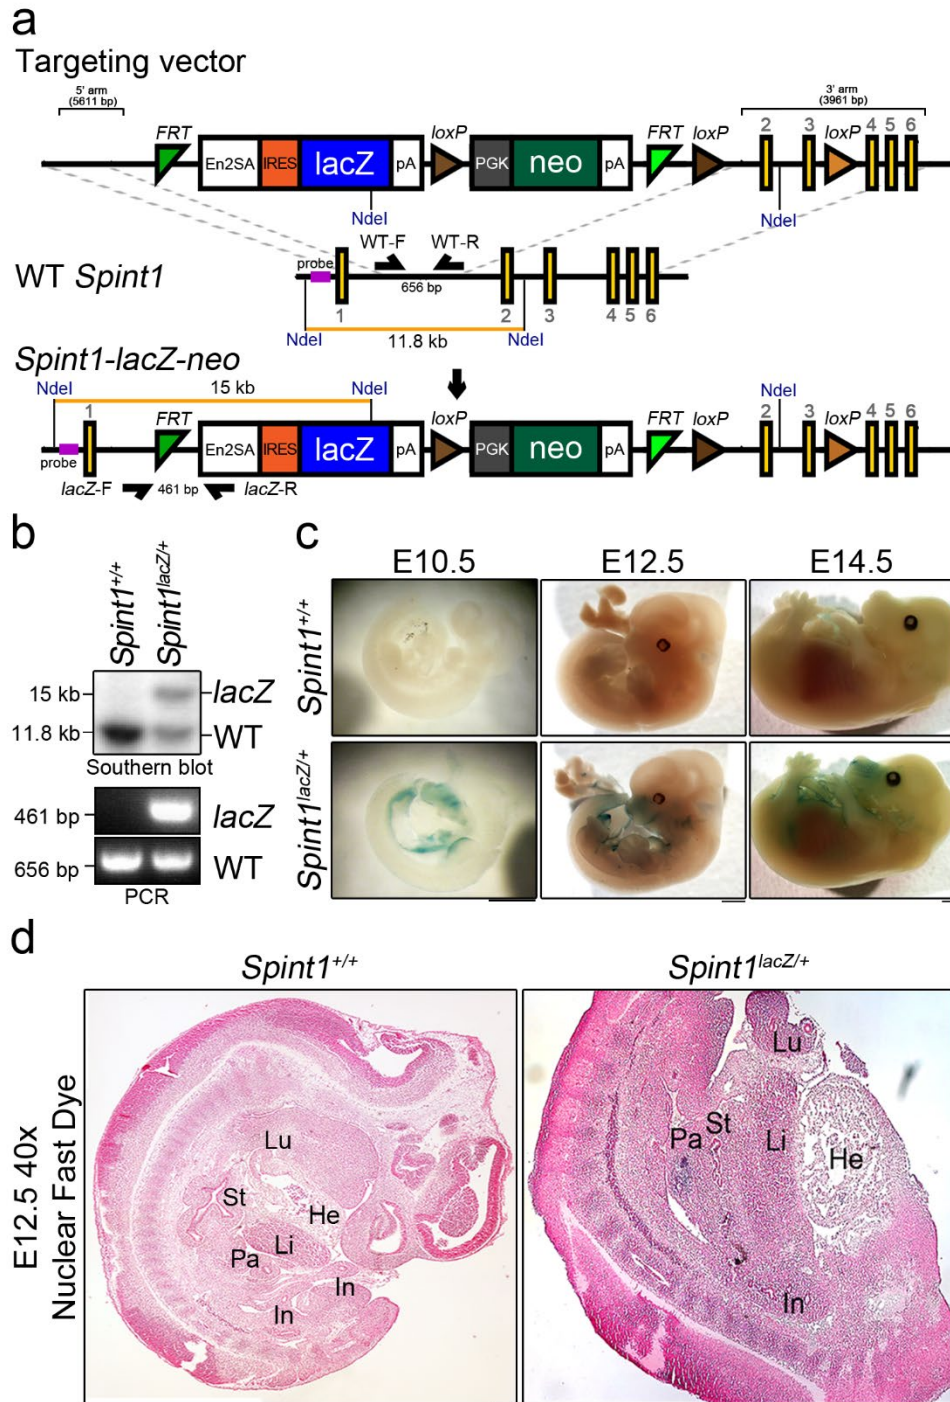 a
Targeting vector
5' arm
(5611 bp)
3' arm
(3961 bp)
FRT
loxP
FRT
loxP
2
3
loxP
4
5
6
En2SA
IRES
lacZ
pA
PGK
neo
pA
NdeI
NdeI
WT-F
WT-R
WT Spint1
probe
656 bp
1
2
3
4
5
6
NdeI
11.8 kb
NdeI
Spint1-lacZ-neo
NdeI
15 kb
NdeI
NdeI
1
FRT
loxP
FRT
loxP
2
3
loxP
4
5
6
En2SA
IRES
lacZ
pA
PGK
neo
pA
probe
lacZ-F
461 bp
lacZ-R
b
Spint1+/+
Spint1lacZ/+
15 kb
lacZ
11.8 kb
WT
Southern blot
461 bp
lacZ
656 bp
WT
PCR
c
E10.5
E12.5
E14.5
Spint1+/+
Spint1lacZ/+
d
Spint1+/+
Spint1lacZ/+
E12.5 40x
Nuclear Fast Dye
Lu
St
He
Li
Pa
In
In
Lu
St
Pa
Li
He
In